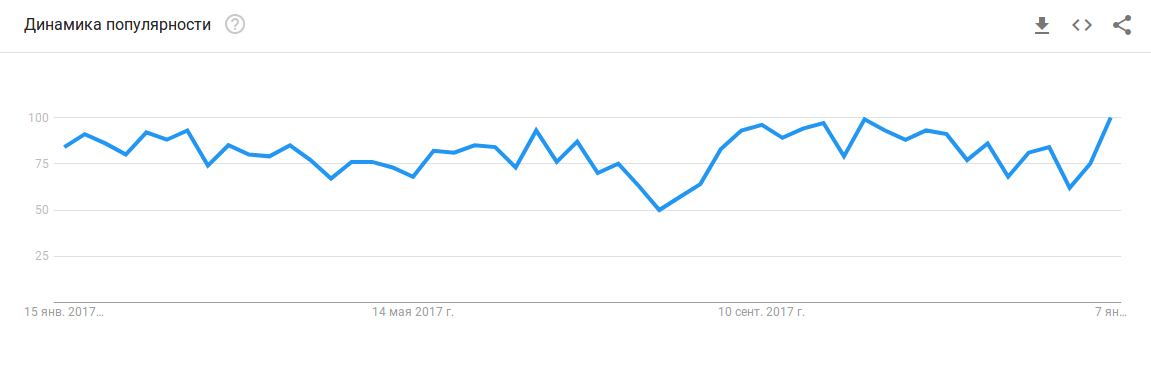 Динамика популярности ?
100
75
50
25
15 янв. 2017…
14 мая 2017 г.
10 сент. 2017 г.
7 ян…